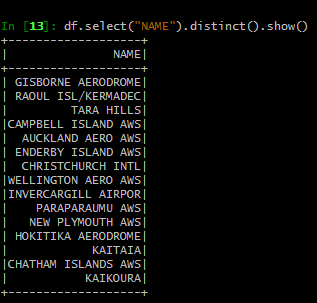 In [13]: df.select("NAME").distinct().show()
+-------------------+
|               NAME|
+-------------------+
| GISBORNE AERODROME|
| RAOUL ISL/KERMADEC|
|         TARA HILLS|
|CAMPBELL ISLAND AWS|
|  AUCKLAND AERO AWS|
| ENDERBY ISLAND AWS|
|  CHRISTCHURCH INTL|
|WELLINGTON AERO AWS|
|INVERCARGILL AIRPOR|
|    PARAPARAUMU AWS|
|   NEW PLYMOUTH AWS|
| HOKITIKA AERODROME|
|            KAITAIA|
|CHATHAM ISLANDS AWS|
|           KAIKOURA|
+-------------------+